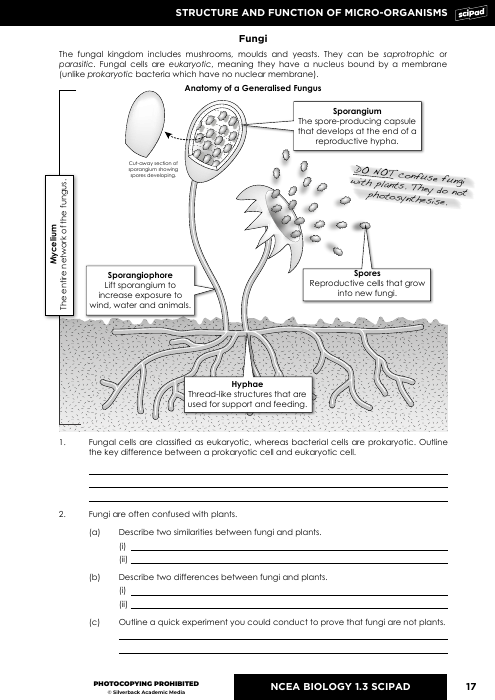 STRUCTURE AND FUNCTION OF MICRO-ORGANISMS
scipad
Fungi
The fungal kingdom includes mushrooms, moulds and yeasts. They can be saprotrophic or
parasitic. Fungal cells are eukaryotic, meaning they have a nucleus bound by a membrane
(unlike prokaryotic bacteria which have no nuclear membrane).
Anatomy of a Generalised Fungus
Sporangium
The spore-producing capsule
that develops at the end of a
reproductive hypha.
Cut-away section of
sporangium showing
spores developing.
DO NOT confuse fungi
with plants. They do not
photosynthesise.
Mycelium
The entire network of the fungus.
Sporangiophore
Lift sporangium to
increase exposure to
wind, water and animals.
Spores
Reproductive cells that grow
into new fungi.
Hyphae
Thread-like structures that are
used for support and feeding.
1. Fungal cells are classified as eukaryotic, whereas bacterial cells are prokaryotic. Outline
the key difference between a prokaryotic cell and eukaryotic cell.
2. Fungi are often confused with plants.
(a) Describe two similarities between fungi and plants.
(i)
(ii)
(b) Describe two differences between fungi and plants.
(i)
(ii)
(c) Outline a quick experiment you could conduct to prove that fungi are not plants.
PHOTOCOPYING PROHIBITED
© Silverback Academic Media
NCEA BIOLOGY 1.3 SCIPAD
17